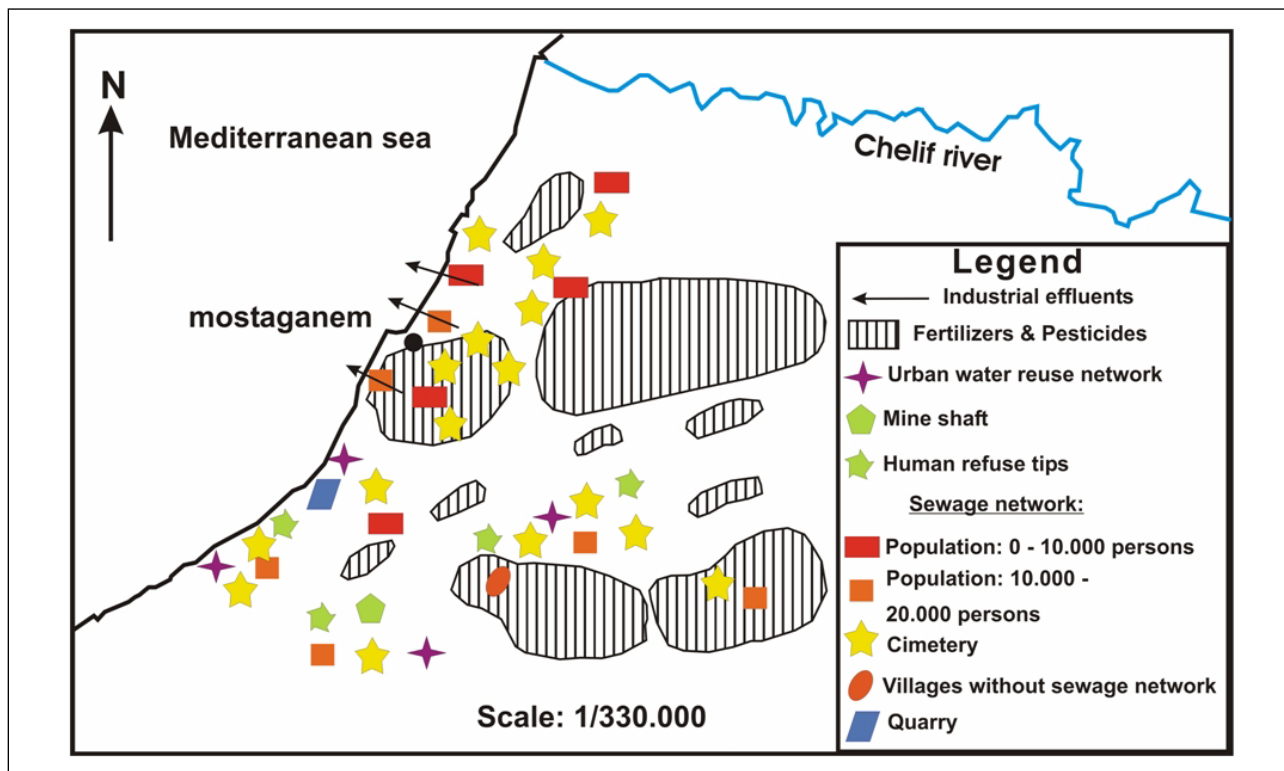 N
Mediterranean sea
Chelif river
mostaganem
Scale: 1/330.000
Legend
Industrial effluents
Fertilizers & Pesticides
Urban water reuse network
Mine shaft
Human refuse tips
Sewage network:
Population: 0 - 10.000 persons
Population: 10.000 -
20.000 persons
Cimetery
Villages without sewage network
Quarry